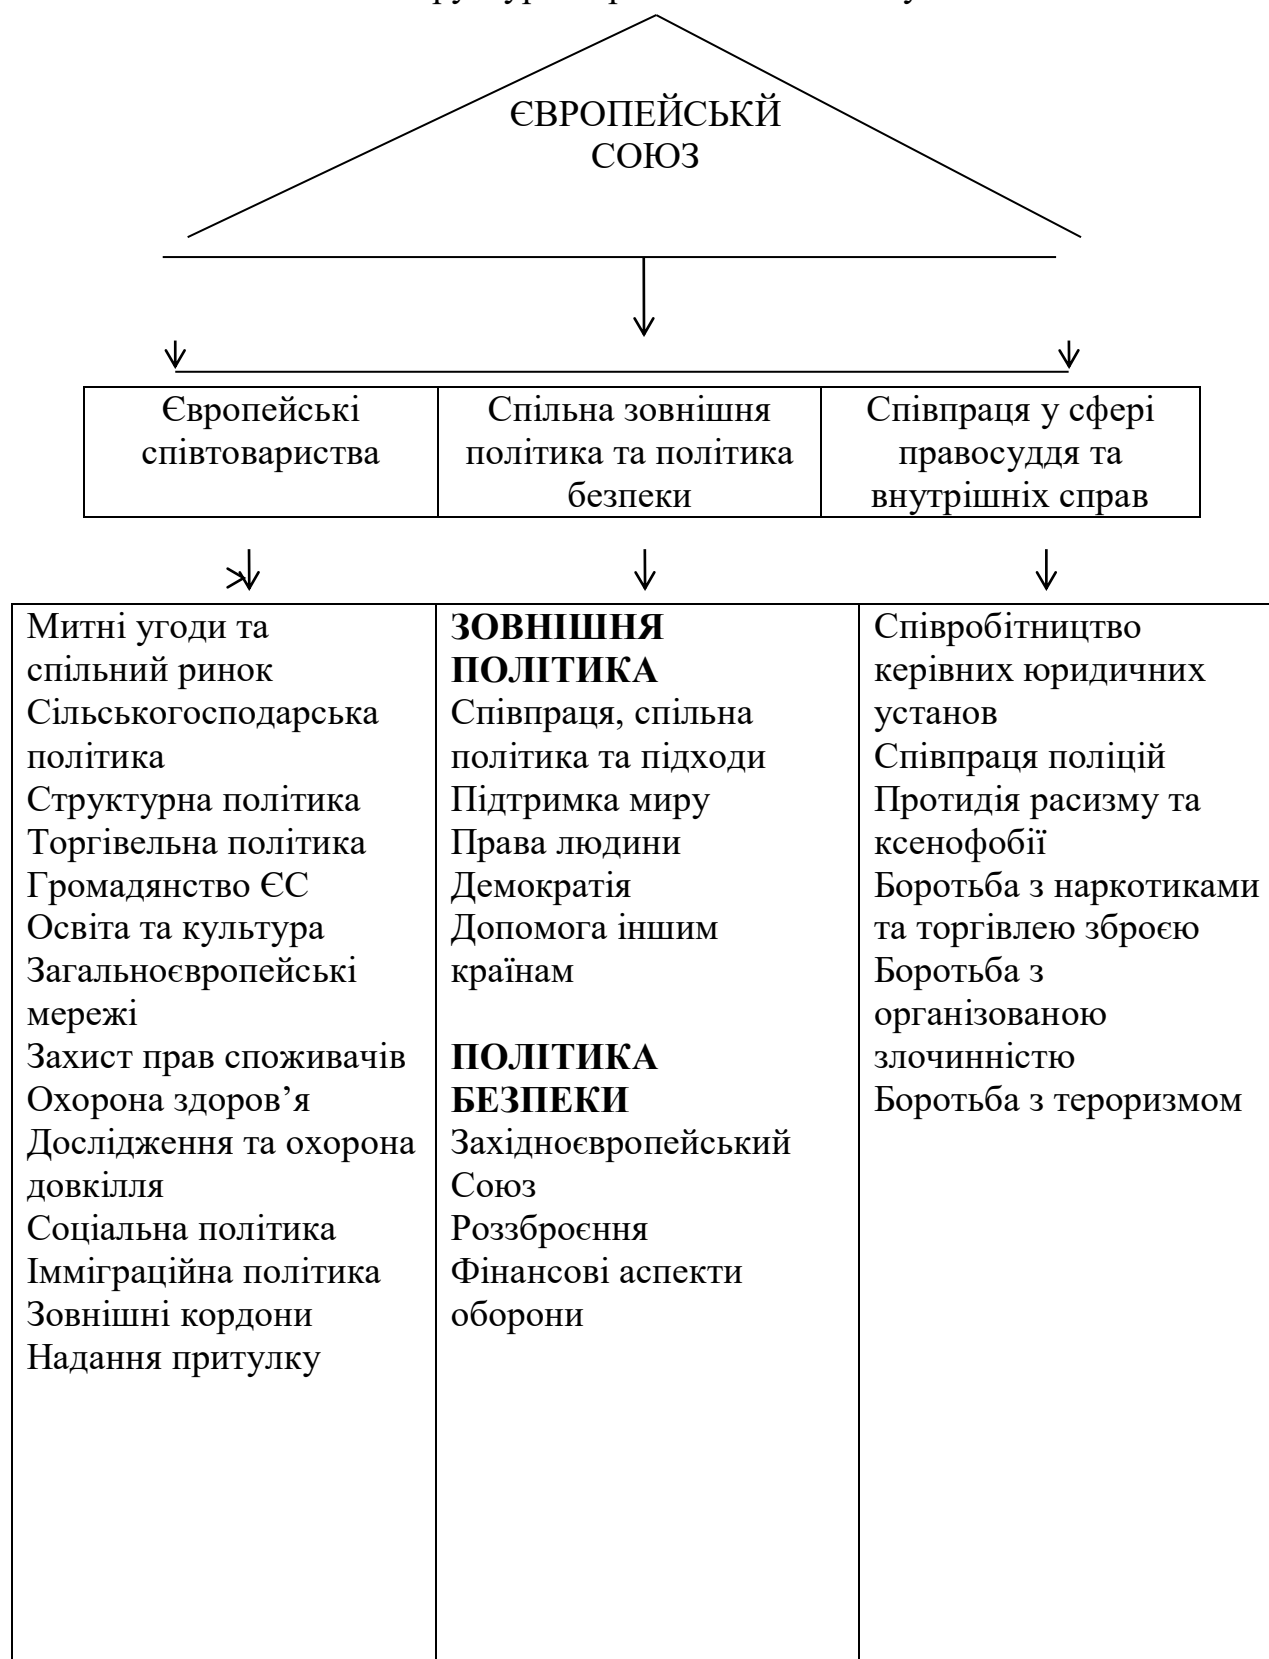 ЄВРОПЕЙСЬКЙ
СОЮЗ
Європейські
співтовариства
Спільна зовнішня
політика та політика
безпеки
Співпраця у сфері
правосуддя та
внутрішніх справ
Митні угоди та
спільний ринок
Сільськогосподарська
політика
Структурна політика
Торгівельна політика
Громадянство ЄС
Освіта та культура
Загальноєвропейські
мережі
Захист прав споживачів
Охорона здоров’я
Дослідження та охорона
довкілля
Соціальна політика
Імміграційна політика
Зовнішні кордони
Надання притулку
ЗОВНІШНЯ
ПОЛІТИКА
Співпраця, спільна
політика та підходи
Підтримка миру
Права людини
Демократія
Допомога іншим
країнам
ПОЛІТИКА
БЕЗПЕКИ
Західноєвропейський
Союз
Роззброєння
Фінансові аспекти
оборони
Співробітництво
керівних юридичних
установ
Співпраця поліцій
Протидія расизму та
ксенофобії
Боротьба з наркотиками
та торгівлею зброєю
Боротьба з
організованою
злочинністю
Боротьба з тероризмом